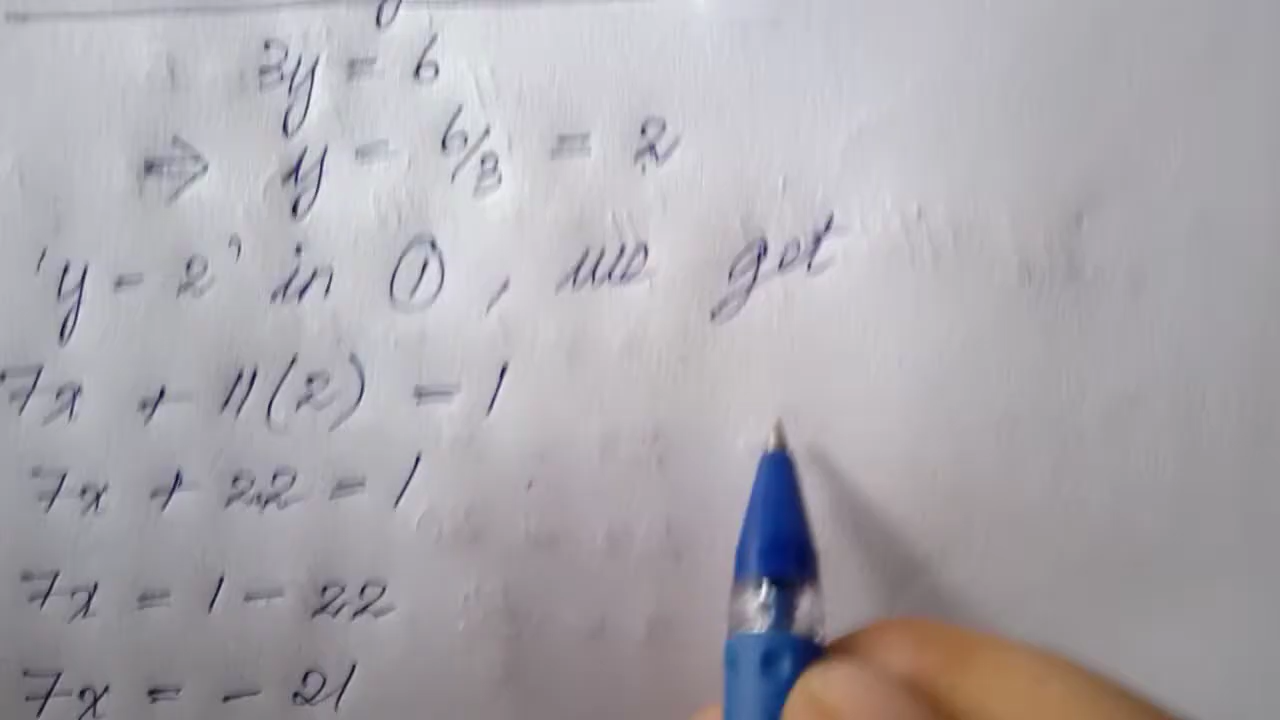 3y = 6
⇒ y = 6/3 = 2
'y = 2' in ①, we get
7x + 11(2) = 1
7x + 22 = 1
7x = 1 - 22
7x = - 21